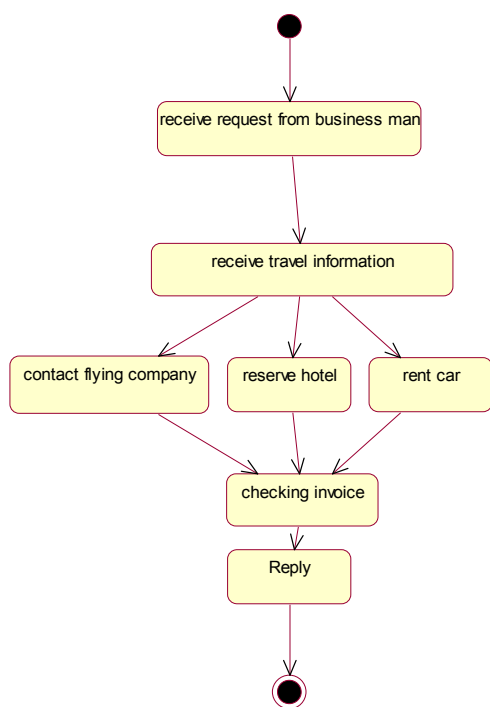 receive request from business man
receive travel information
contact flying company
reserve hotel
rent car
checking invoice
Reply